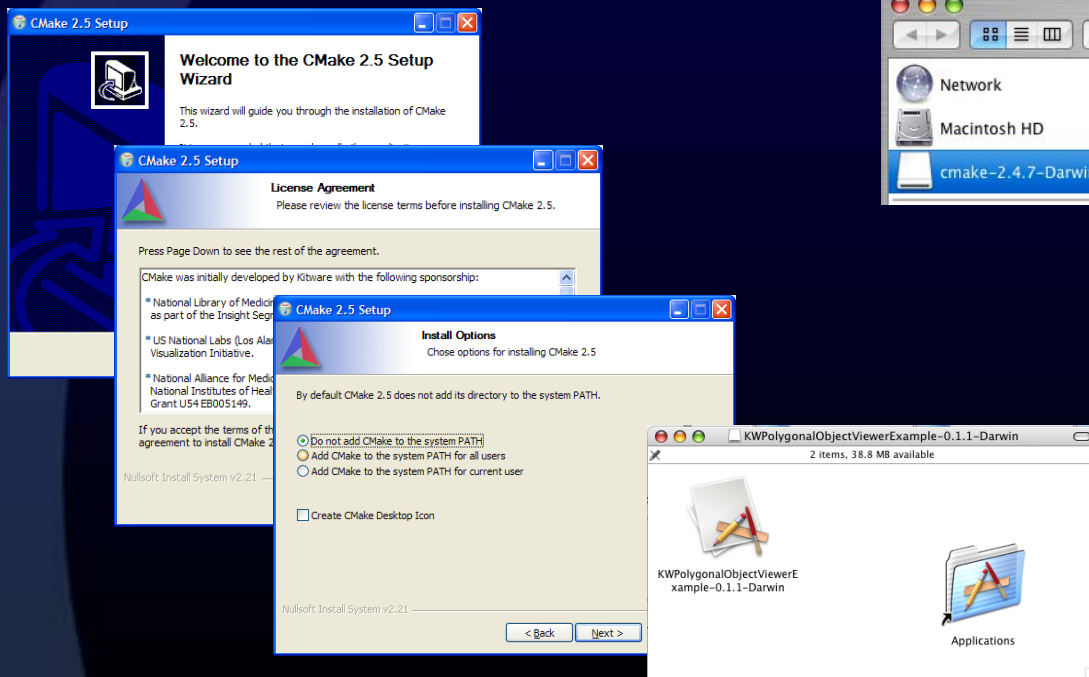 CMake 2.5 Setup
Welcome to the CMake 2.5 Setup
Wizard
This wizard will guide you through the installation of CMake
2.5.
CMake 2.5 Setup
License Agreement
Please review the license terms before installing CMake 2.5.
Press Page Down to see the rest of the agreement.
CMake was initially developed by Kitware with the following sponsorship:
* National Library of Medicin
as part of the Insight Segr
* US National Labs (Los Alar
Visualization Initiative.
* National Alliance for Medic
National Institutes of Heal
Grant U54 EB005149.
If you accept the terms of th
agreement to install CMake 2
Nullsoft Install System v2.21
CMake 2.5 Setup
Install Options
Chose options for installing CMake 2.5
By default CMake 2.5 does not add its directory to the system PATH.
Do not add CMake to the system PATH
Add CMake to the system PATH for all users
Add CMake to the system PATH for current user
Create CMake Desktop Icon
Nullsoft Install System v2.21
< Back
Next >
Network
Macintosh HD
cmake-2.4.7-Darwi
KWPolygonalObjectViewerExample-0.1.1-Darwin
2 items, 38.8 MB available
KWPolygonalObjectViewerE
xample-0.1.1-Darwin
Applications